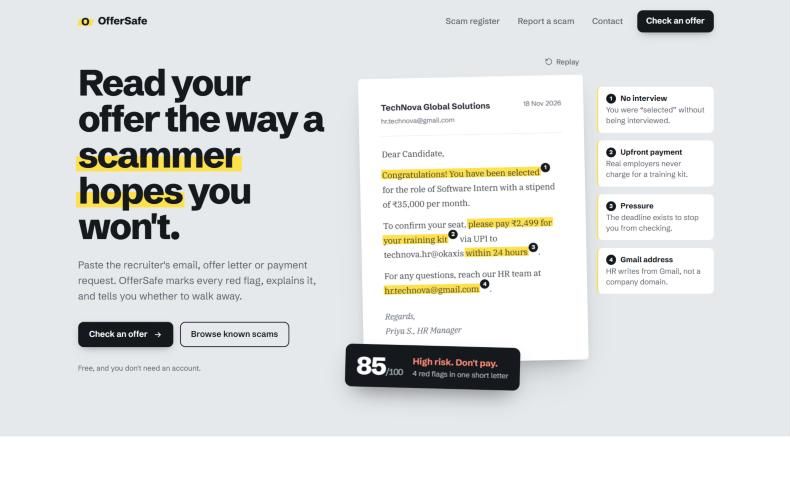 O OfferSafe
Scam register
Report a scam
Contact
Check an offer
Read your
offer the way a
scammer
hopes you
won't.
Paste the recruiter's email, offer letter or payment
request. OfferSafe marks every red flag, explains it,
and tells you whether to walk away.
Check an offer →
Browse known scams
Free, and you don't need an account.
Replay
TechNova Global Solutions
18 Nov 2026
hr.technova@gmail.com
Dear Candidate,
Congratulations! You have been selected 1
for the role of Software Intern with a stipend
of ₹35,000 per month.
To confirm your seat, please pay ₹2,499 for
your training kit 2 via UPI to
technova.hr@okaxis within 24 hours 3.
For any questions, reach our HR team at
hr.technova@gmail.com 4.
Regards,
Priya S., HR Manager
85/100
High risk. Don't pay.
4 red flags in one short letter
1 No interview
You were “selected” without
being interviewed.
2 Upfront payment
Real employers never
charge for a training kit.
3 Pressure
The deadline exists to stop
you from checking.
4 Gmail address
HR writes from Gmail, not a
company domain.